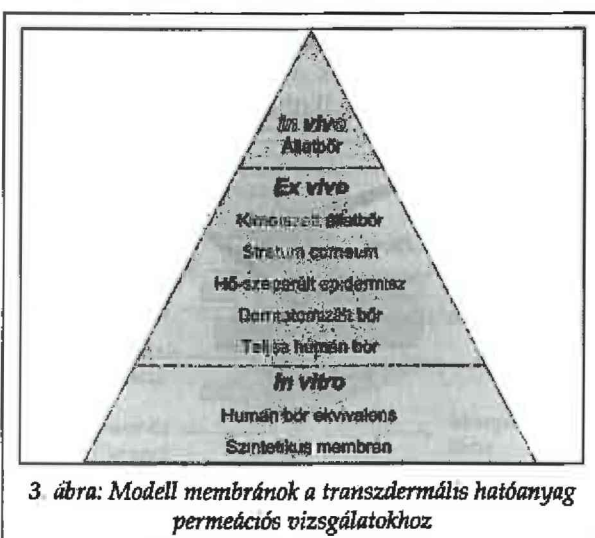 In vivo
Állatbőr
Ex vivo
Kimetszett állatbőr
Stratum corneum
Hő-szeparált epidermisz
Dermatomizált bőr
Teljes humán bőr
In vitro
Humán bőr ekvivalens
Szintetikus membrán
3. ábra: Modell membránok a transzdermális hatóanyag
permeációs vizsgálatokhoz